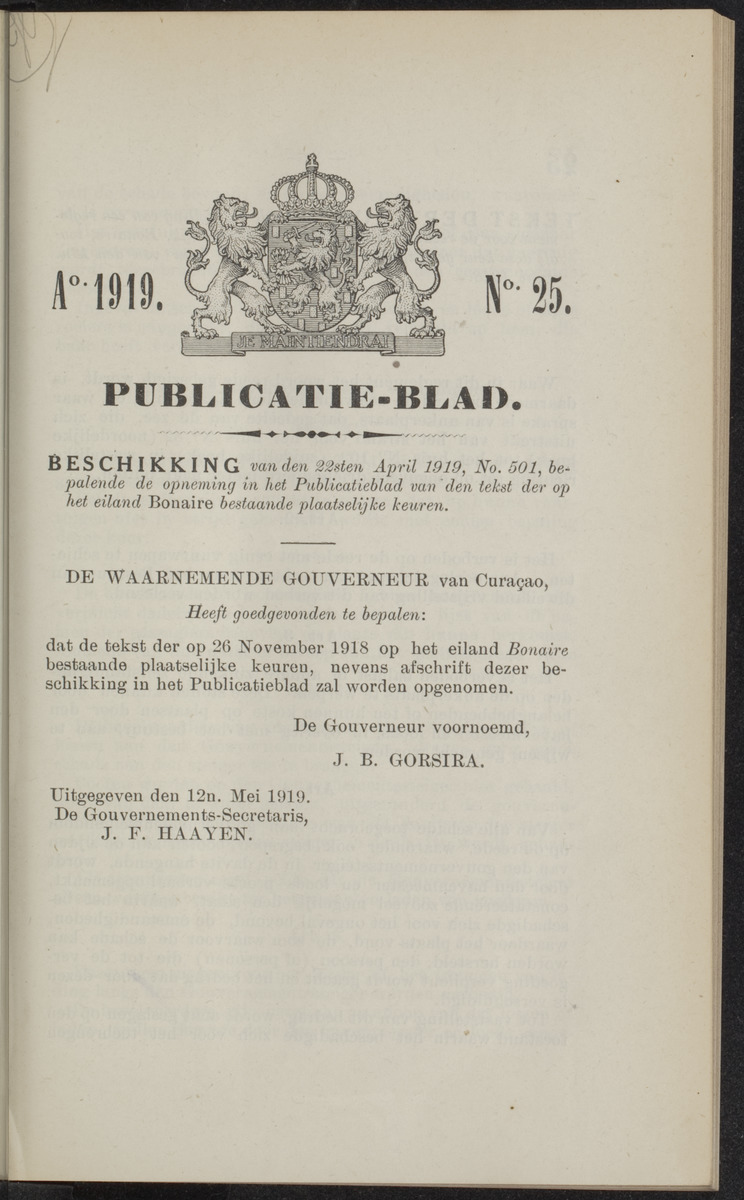 Aº. 1919.
Nº. 25.
JE MAINTIENDRAI
PUBLICATIE-BLAD.
BESCHIKKING van den 22sten April 1919, No. 501, be-
palende de opneming in het Publicatieblad van den tekst der op
het eiland Bonaire bestaande plaatselijke keuren.
DE WAARNEMENDE GOUVERNEUR van Curaçao,
Heeft goedgevonden te bepalen:
dat de tekst der op 26 November 1918 op het eiland Bonaire
bestaande plaatselijke keuren, nevens afschrift dezer be-
schikking in het Publicatieblad zal worden opgenomen.
De Gouverneur voornoemd,
J. B. GORSIRA.
Uitgegeven den 12n. Mei 1919.
De Gouvernements-Secretaris,
J. F. HAAYEN.